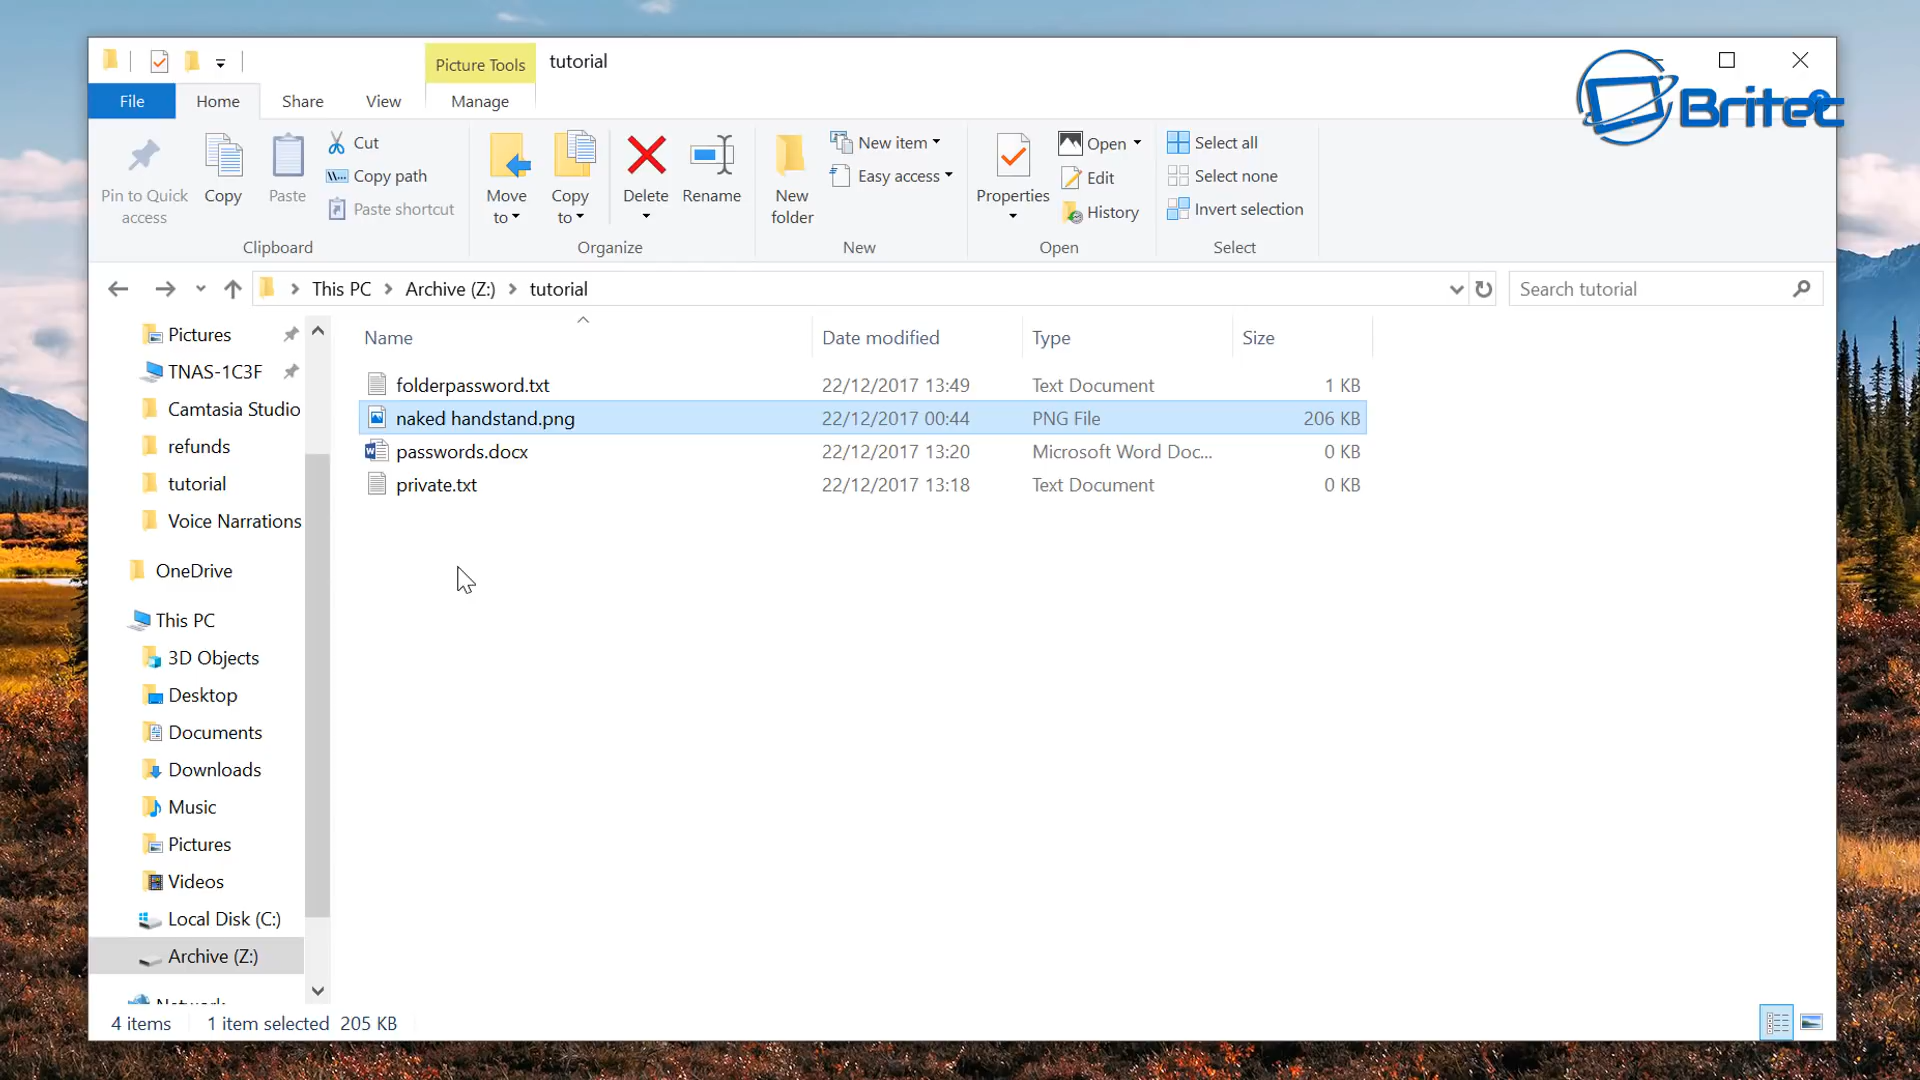 Picture Tools tutorial
Britec
File Home Share View Manage
Pin to Quick access
Copy
Paste
Cut
Copy path
Paste shortcut
Clipboard
Move to
Copy to
Delete
Rename
Organize
New folder
New item
Easy access
New
Properties
Open
Edit
History
Open
Select all
Select none
Invert selection
Select
This PC Archive (Z:) tutorial
Search tutorial
Name Date modified Type Size
folderpassword.txt 22/12/2017 13:49 Text Document 1 KB
naked handstand.png 22/12/2017 00:44 PNG File 206 KB
passwords.docx 22/12/2017 13:20 Microsoft Word Doc... 0 KB
private.txt 22/12/2017 13:18 Text Document 0 KB
Pictures
TNAS-1C3F
Camtasia Studio
refunds
tutorial
Voice Narrations
OneDrive
This PC
3D Objects
Desktop
Documents
Downloads
Music
Pictures
Videos
Local Disk (C:)
Archive (Z:)
Network
4 items 1 item selected 205 KB